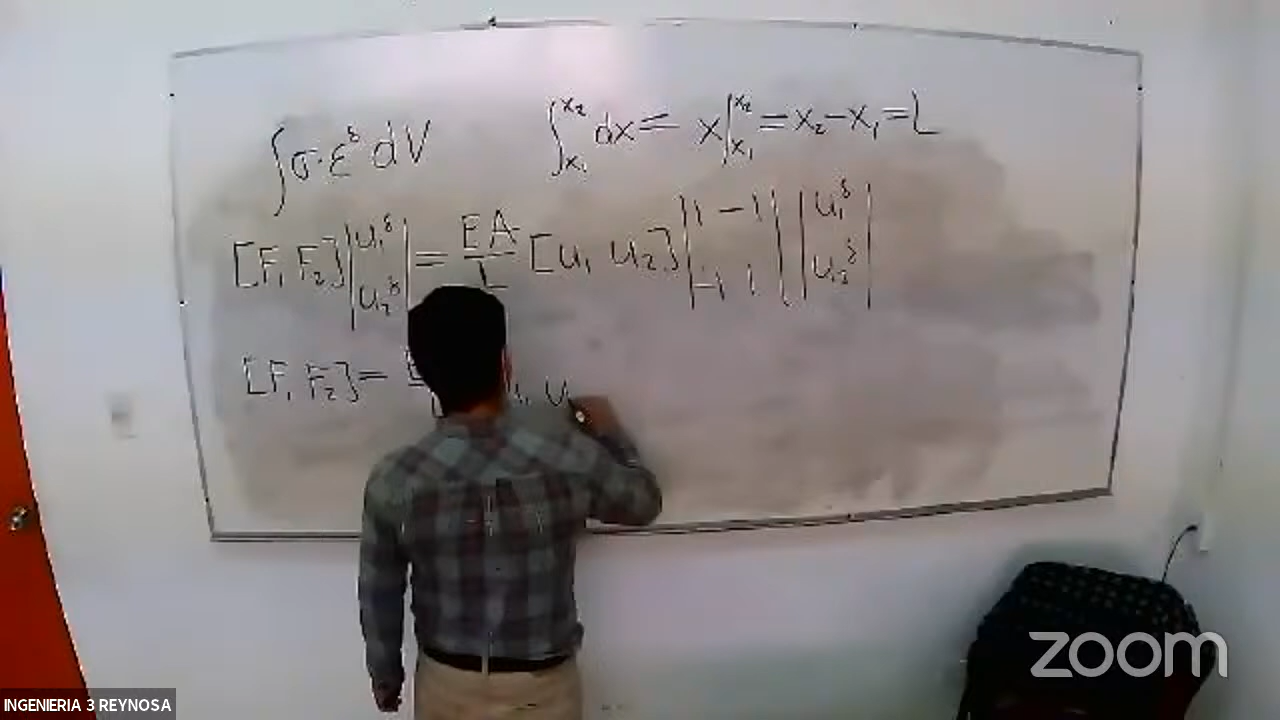 ∫σ·ε^δ dV
∫_{x₁}^{x₂} dx = x|_{x₁}^{x₂} = x₂-x₁=L
[F₁ F₂] |u₁^δ u₂^δ| = EA/L [u₁ u₂] |1 -1 -1 1| |u₁^δ u₂^δ|
[F₁ F₂]= u
INGENIERIA 3 REYNOSA
zoom